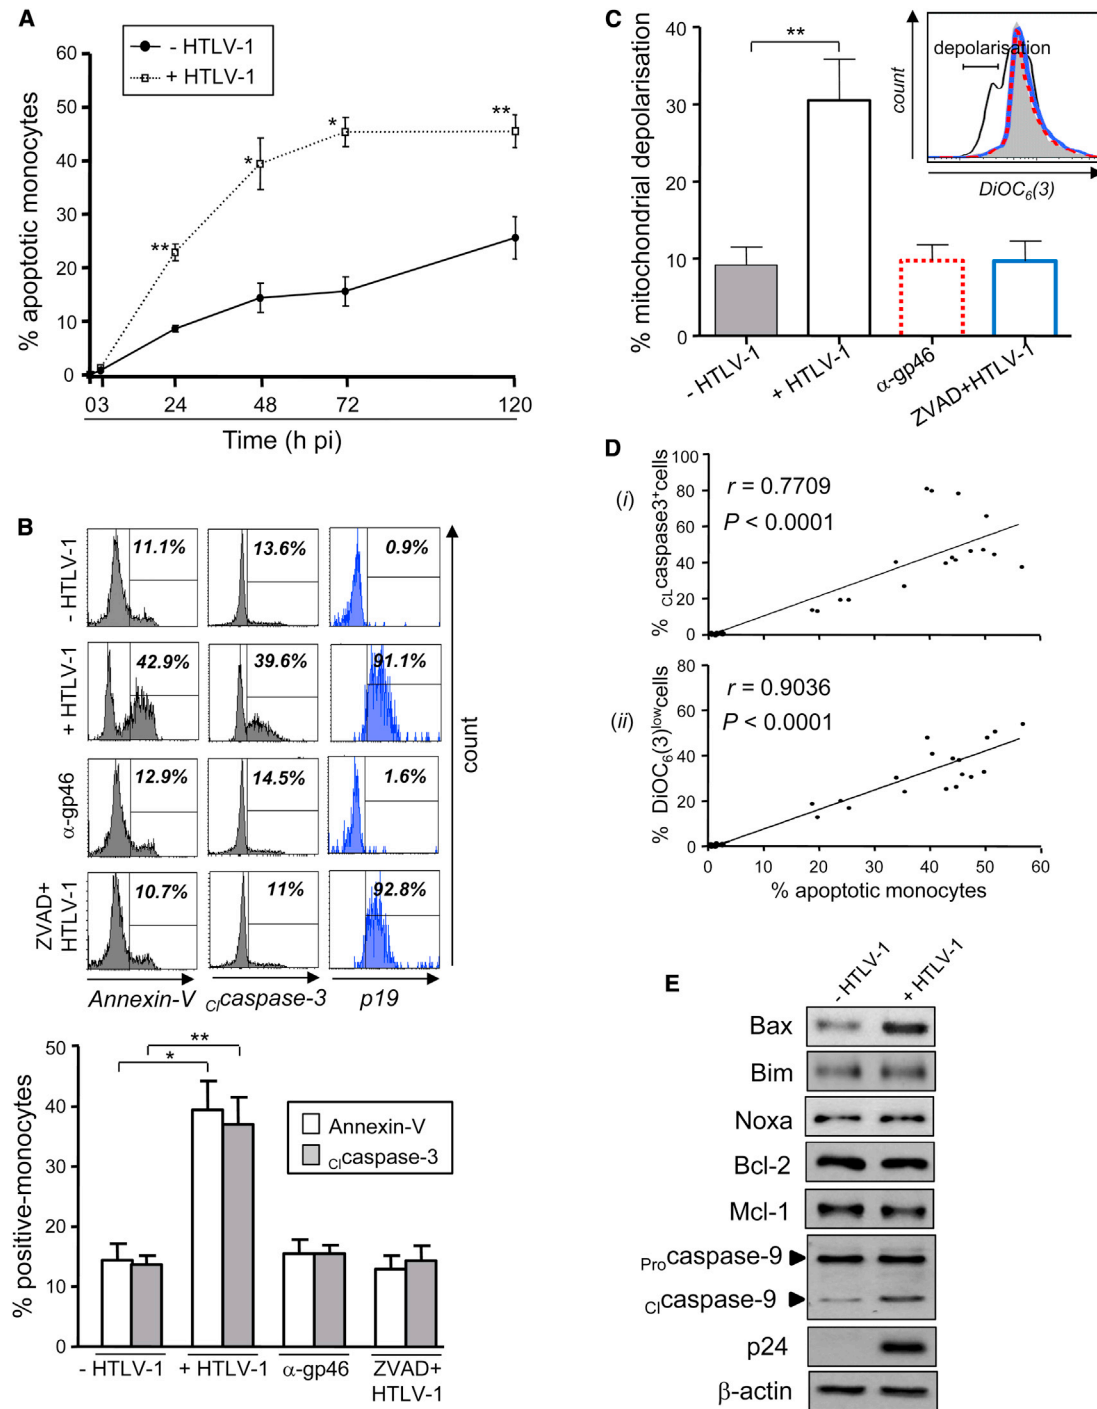 A
- HTLV-1
+ HTLV-1
% apoptotic monocytes
60
50
40
30
20
10
0
**
*
*
**
03 24 48 72 120
Time (h pi)
B
- HTLV-1
11.1% 13.6% 0.9%
+ HTLV-1
42.9% 39.6% 91.1%
α-gp46
12.9% 14.5% 1.6%
ZVAD+
HTLV-1
10.7% 11% 92.8%
count
Annexin-V Clcaspase-3 p19
% positive-monocytes
50
40
30
20
10
0
*
**
Annexin-V
Clcaspase-3
- HTLV-1 + HTLV-1 α-gp46 ZVAD+
HTLV-1
C
% mitochondrial depolarisation
40
30
20
10
0
**
- HTLV-1
+ HTLV-1
α-gp46
ZVAD+HTLV-1
count
depolarisation
DiOC6(3)
D
(i)
% CLcaspase3+cells
100
80
60
40
20
0
r = 0.7709
P < 0.0001
(ii)
% DiOC6(3)lowcells
80
60
40
20
0
r = 0.9036
P < 0.0001
0 20 30 40 50 60
% apoptotic monocytes
E
- HTLV-1
+ HTLV-1
Bax
Bim
Noxa
Bcl-2
Mcl-1
Procaspase-9
Clcaspase-9
p24
β-actin